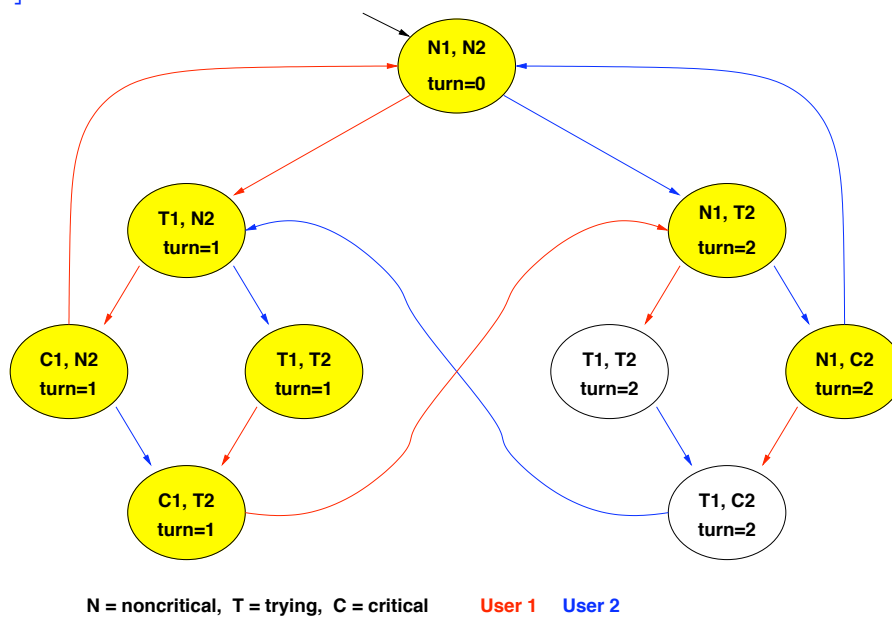 ]
N1, N2
turn=0
T1, N2
turn=1
N1, T2
turn=2
C1, N2
turn=1
T1, T2
turn=1
T1, T2
turn=2
N1, C2
turn=2
C1, T2
turn=1
T1, C2
turn=2
N = noncritical, T = trying, C = critical User 1 User 2